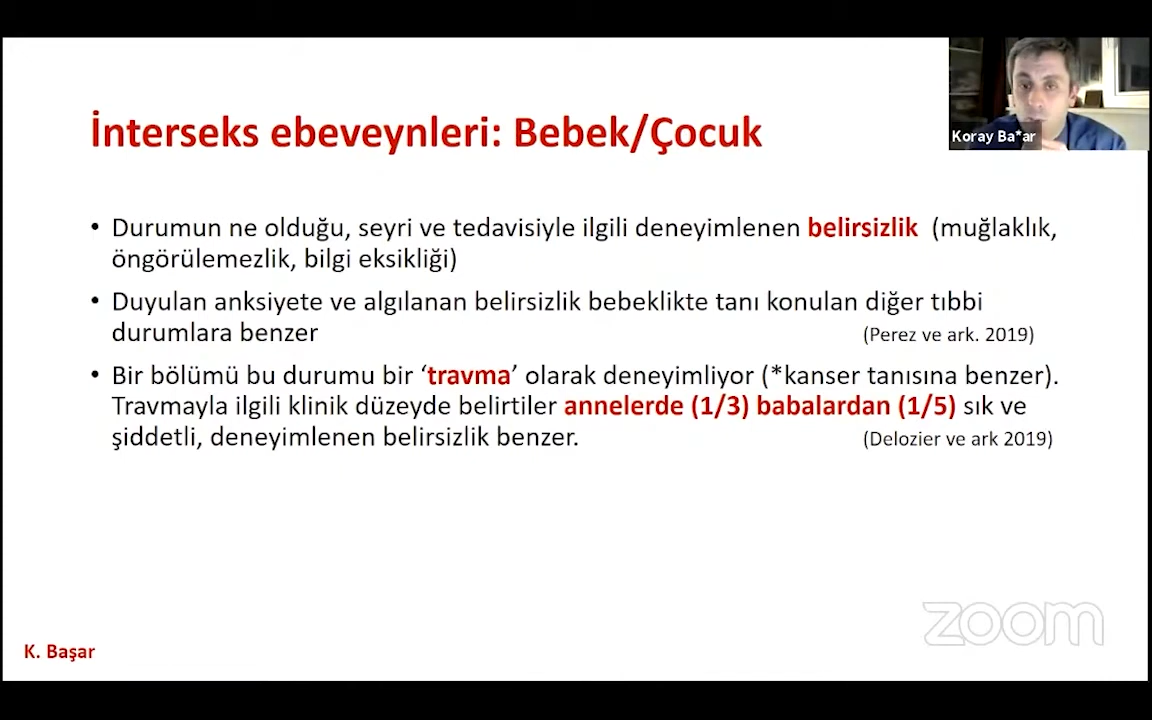 İnterseks ebeveynleri: Bebek/Çocuk
Koray Ba*ar
• Durumun ne olduğu, seyri ve tedavisiyle ilgili deneyimlenen belirsizlik (muğlaklık,
öngörülemezlik, bilgi eksikliği)
• Duyulan anksiyete ve algılanan belirsizlik bebeklikte tanı konulan diğer tıbbi
durumlara benzer (Perez ve ark. 2019)
• Bir bölümü bu durumu bir ‘travma’ olarak deneyimliyor (*kanser tanısına benzer).
Travmayla ilgili klinik düzeyde belirtiler annelerde (1/3) babalardan (1/5) sık ve
şiddetli, deneyimlenen belirsizlik benzer. (Delozier ve ark 2019)
zoom
K. Başar